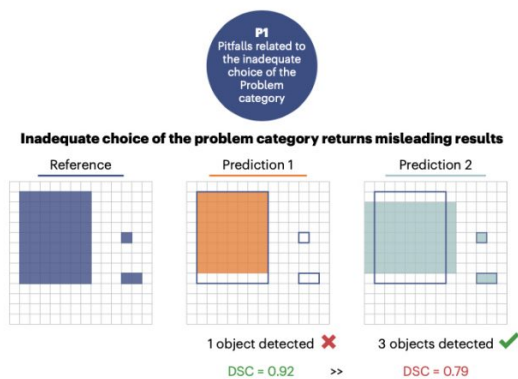 P1
Pitfalls related to
the inadequate
choice of the
Problem
category
Inadequate choice of the problem category returns misleading results
Reference
Prediction 1
Prediction 2
1 object detected
3 objects detected
DSC = 0.92 >> DSC = 0.79